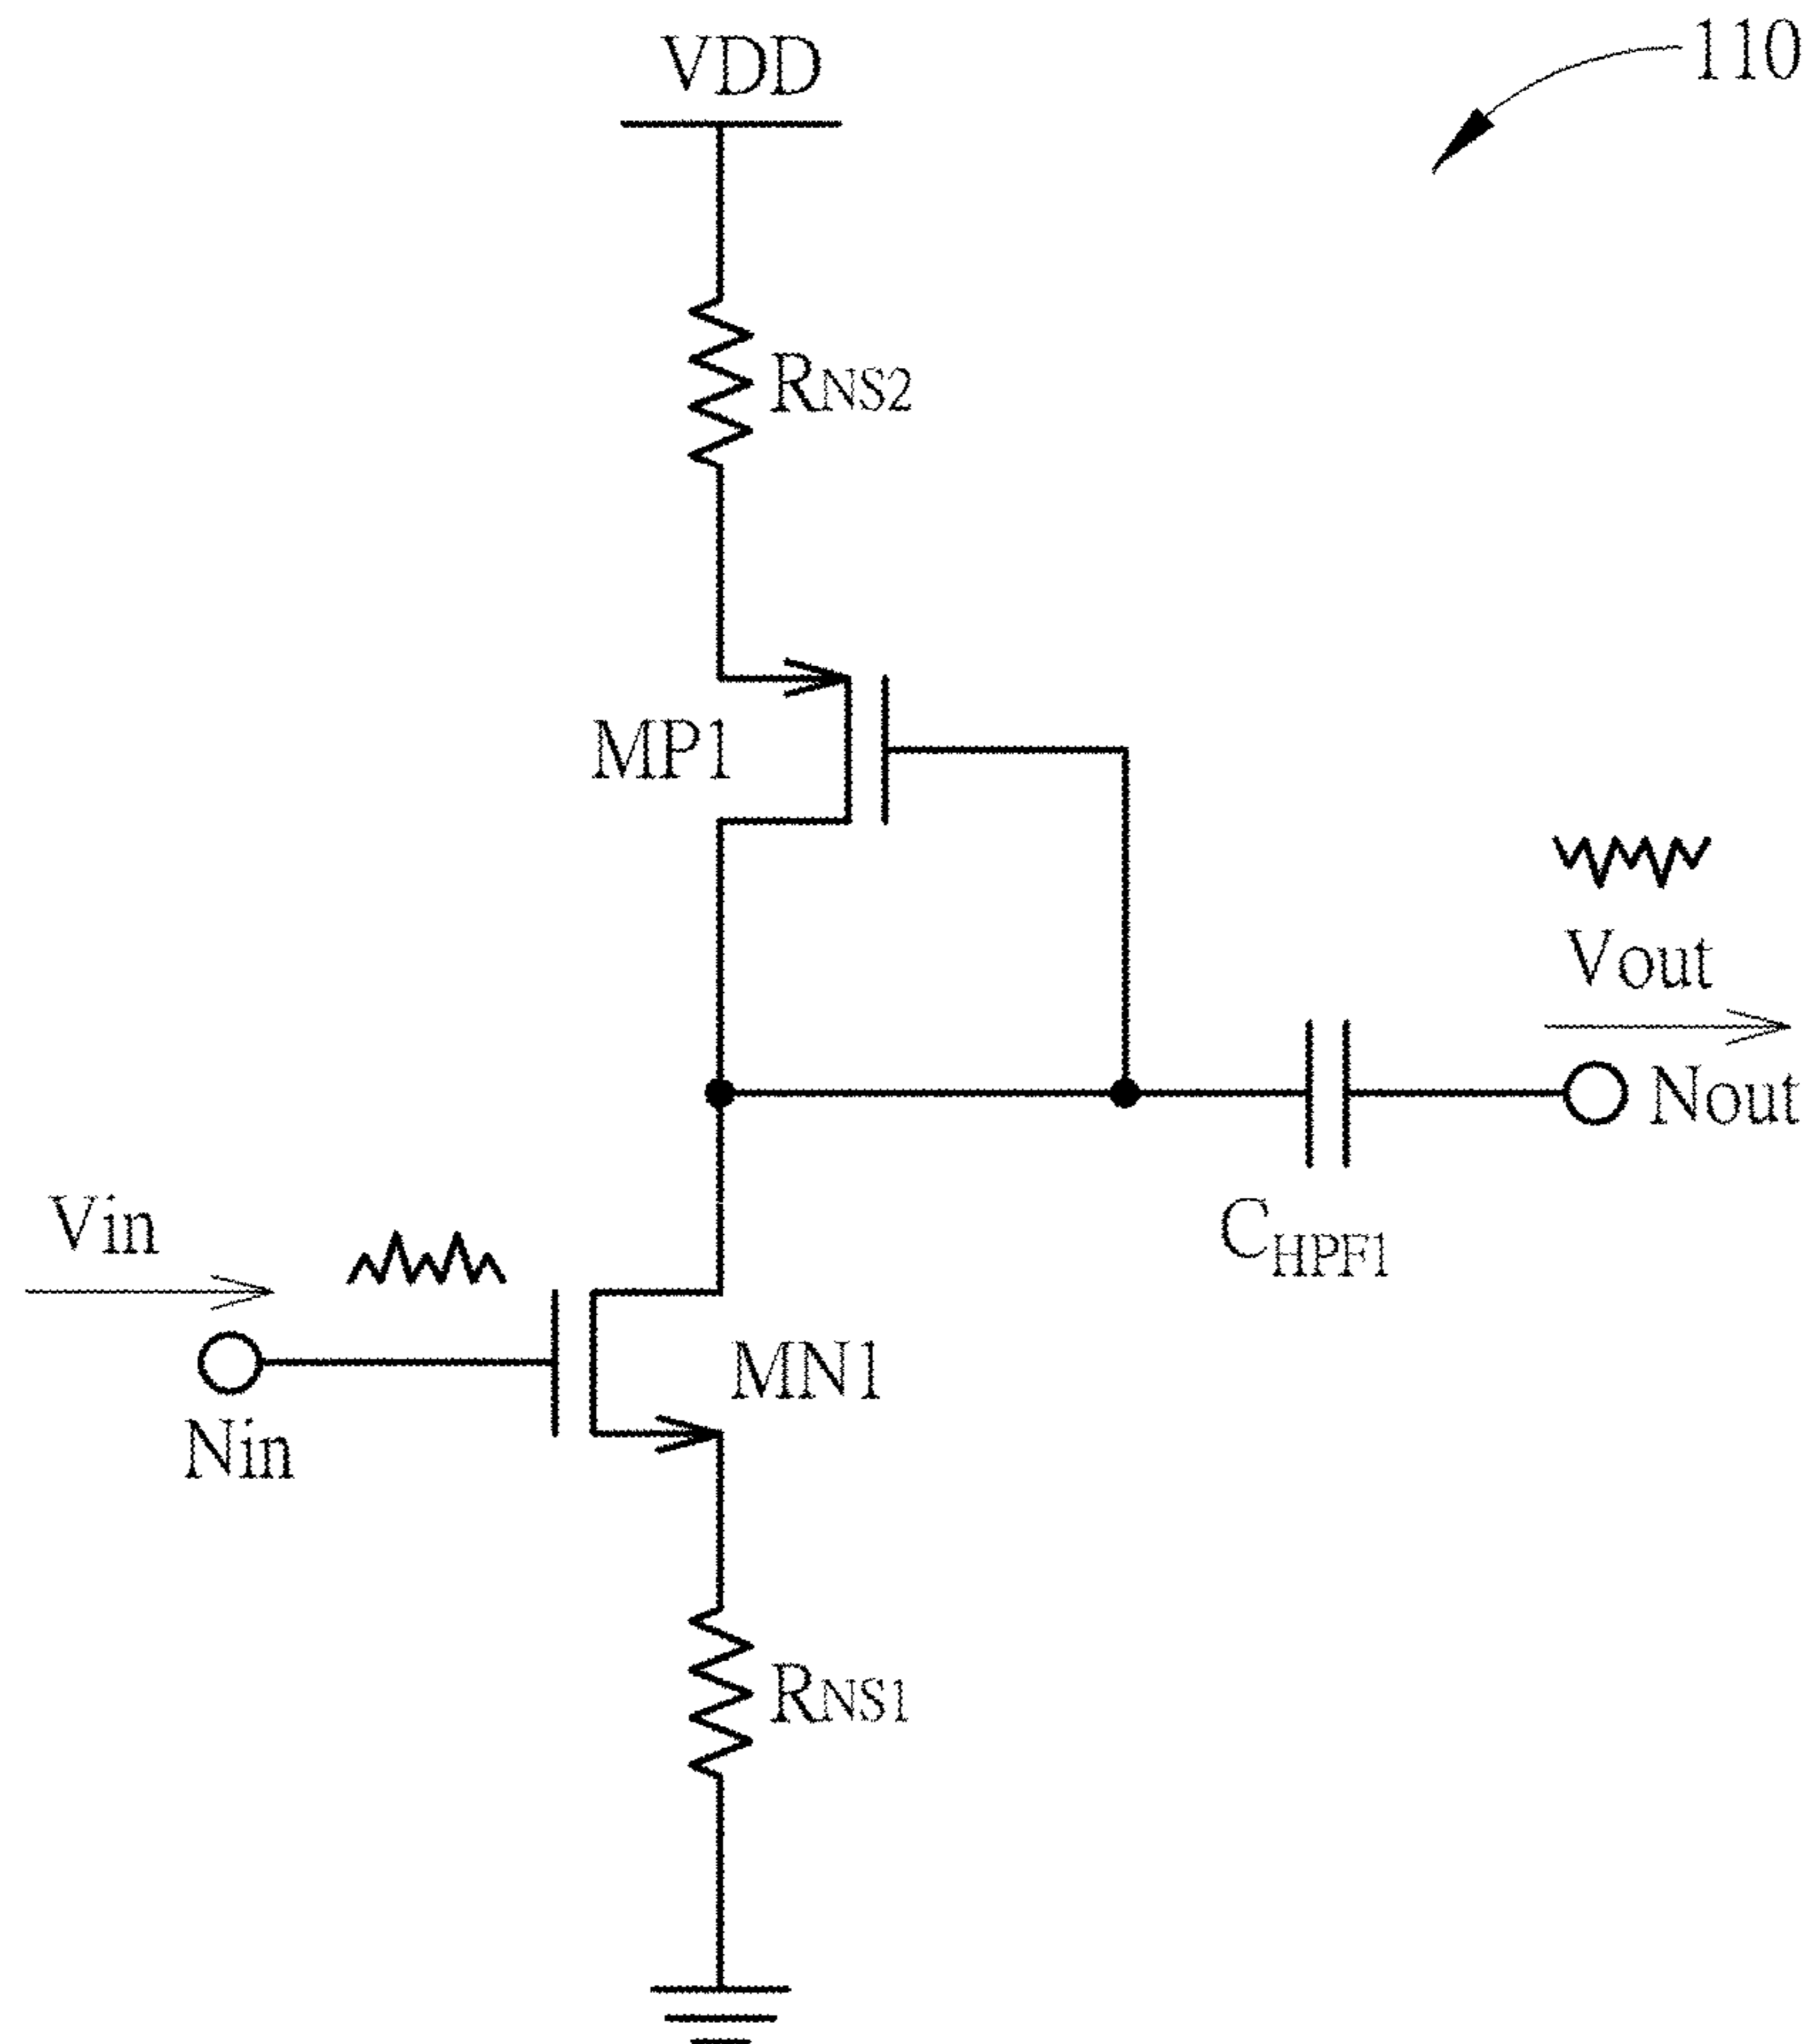 110
VDD
RNS2
MP1
Vout
Nout
CHPF1
Vin
MN1
Nin
RNS1